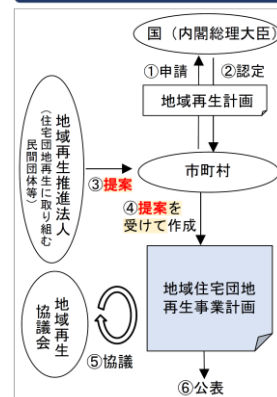 国（内閣総理大臣）
①申請
②認定
地域再生計画
地域再生推進法人
（住宅団地再生に取り組む
民間団体等）
③提案
市町村
④提案を
受けて作成
地域住宅団地
再生事業計画
地域再生
協議会
⑤協議
⑥公表